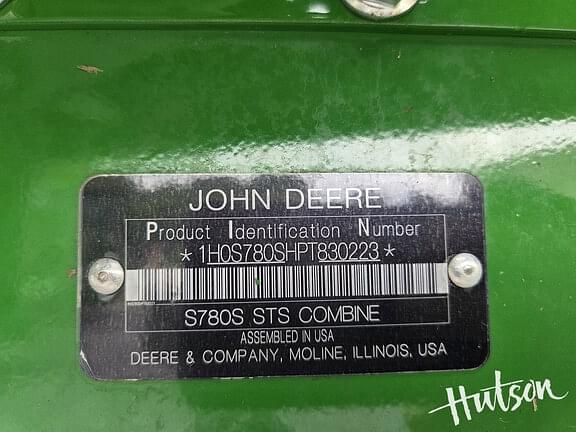 JOHN DEERE
Product Identification Number
*1H0S780SHPT830223*
S780S STS COMBINE
ASSEMBLED IN USA
DEERE & COMPANY, MOLINE, ILLINOIS, USA
Hutson